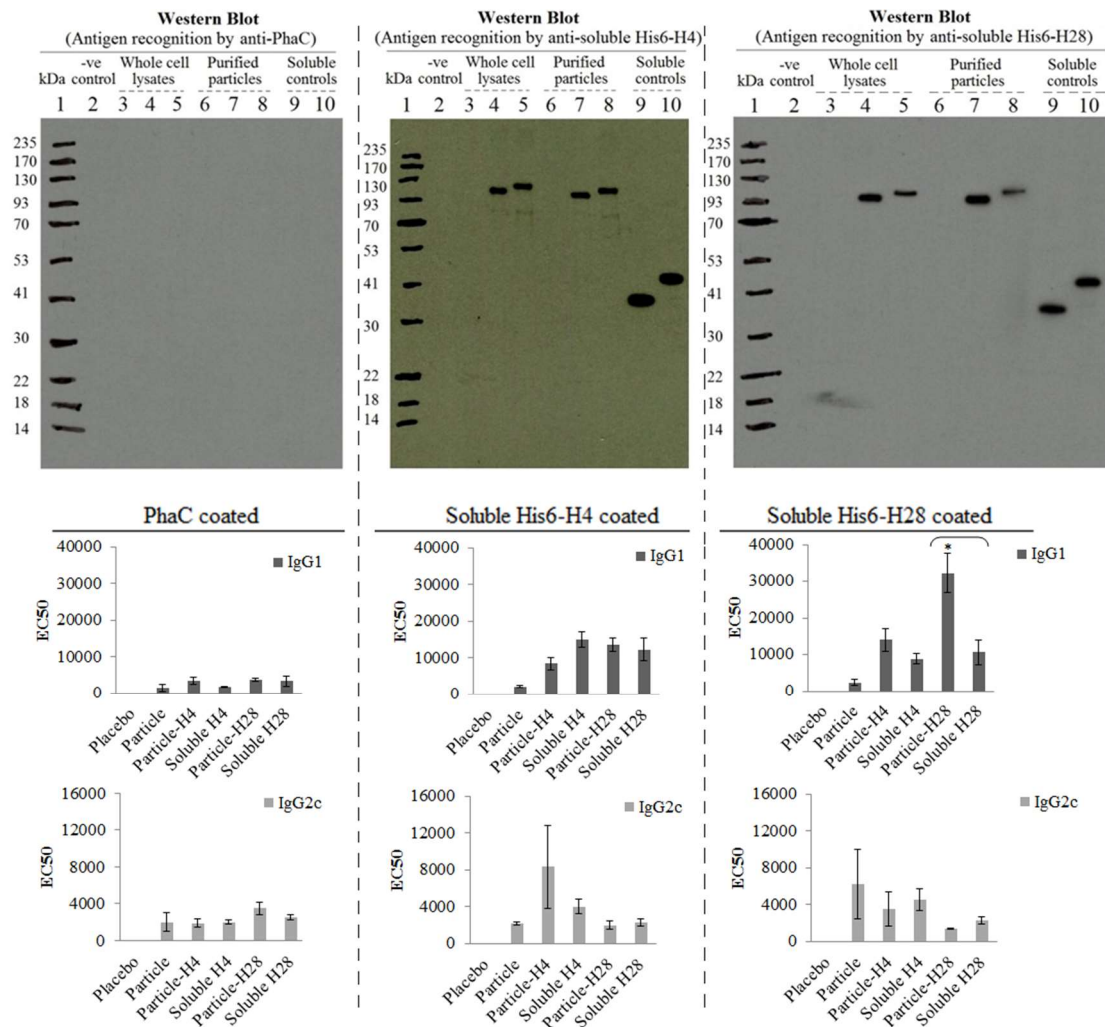 Western Blot
(Antigen recognition by anti-PhaC)
-ve Whole cell Purified Soluble
kDa control lysates particles controls
1 2 3 4 5 6 7 8 9 10
235
170
130
93
70
53
41
30
22
18
14
Western Blot
(Antigen recognition by anti-soluble His6-H4)
-ve Whole cell Purified Soluble
kDa control lysates particles controls
1 2 3 4 5 6 7 8 9 10
235
170
130
93
70
53
41
30
22
18
14
Western Blot
(Antigen recognition by anti-soluble His6-H28)
-ve Whole cell Purified Soluble
kDa control lysates particles controls
1 2 3 4 5 6 7 8 9 10
235
170
130
93
70
53
41
30
22
18
14
PhaC coated
40000
30000
20000
10000
0
EC50
IgG1
Placebo
Particle
Particle-H4
Soluble H4
Particle-H28
Soluble H28
Soluble His6-H4 coated
40000
30000
20000
10000
0
EC50
IgG1
Placebo
Particle
Particle-H4
Soluble H4
Particle-H28
Soluble H28
Soluble His6-H28 coated
40000
30000
20000
10000
0
EC50
*
IgG1
Placebo
Particle
Particle-H4
Soluble H4
Particle-H28
Soluble H28
16000
12000
8000
4000
0
EC50
IgG2c
Placebo
Particle
Particle-H4
Soluble H4
Particle-H28
Soluble H28
16000
12000
8000
4000
0
EC50
IgG2c
Placebo
Particle
Particle-H4
Soluble H4
Particle-H28
Soluble H28
16000
12000
8000
4000
0
EC50
IgG2c
Placebo
Particle
Particle-H4
Soluble H4
Particle-H28
Soluble H28